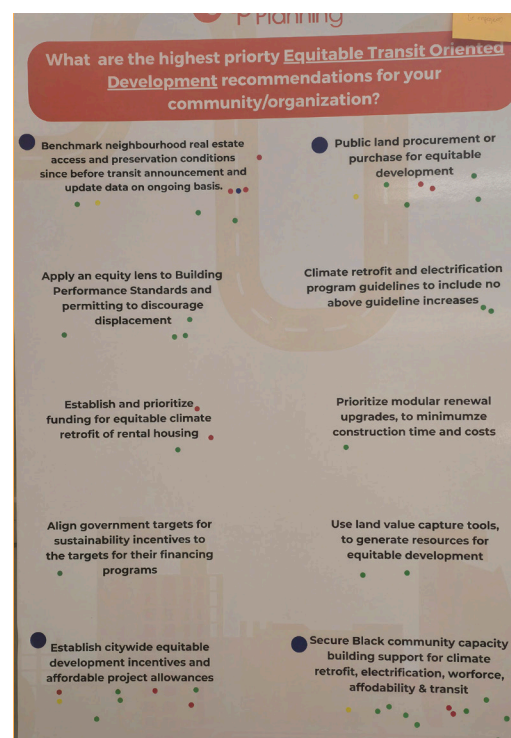 Planning
What are the highest priorty Equitable Transit Oriented
Development recommendations for your
community/organization?
Benchmark neighbourhood real estate
access and preservation conditions
since before transit announcement and
update data on ongoing basis.
Public land procurement or
purchase for equitable
development
Apply an equity lens to Building
Performance Standards and
permitting to discourage
displacement
Climate retrofit and electrification
program guidelines to include no
above guideline increases
Establish and prioritize
funding for equitable climate
retrofit of rental housing
Prioritize modular renewal
upgrades, to minimumze
construction time and costs
Align government targets for
sustainability incentives to
the targets for their financing
programs
Use land value capture tools,
to generate resources for
equitable development
Establish citywide equitable
development incentives and
affordable project allowances
Secure Black community capacity
building support for climate
retrofit, electrification, worforce,
affodability & transit